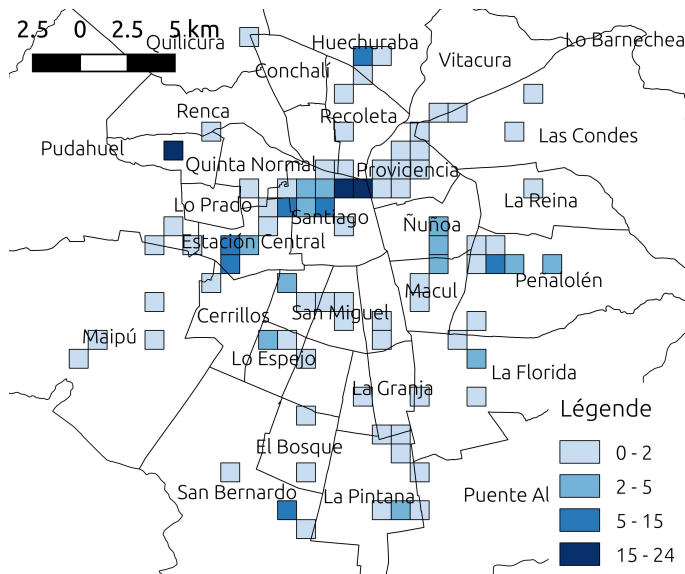 2.5 0 2.5 5 km
Quilicura
Huechuraba
Lo Barnechea
Conchalí
Vitacura
Renca
Recoleta
Las Condes
Pudahuel
Quinta Normal
Providencia
Lo Prado
Santiago
La Reina
Ñuñoa
Estación Central
Peñalolén
Macul
Cerrillos
San Miguel
Maipú
Lo Espejo
La Florida
La Granja
El Bosque
San Bernardo
La Pintana
Puente Al
Légende
0 - 2
2 - 5
5 - 15
15 - 24